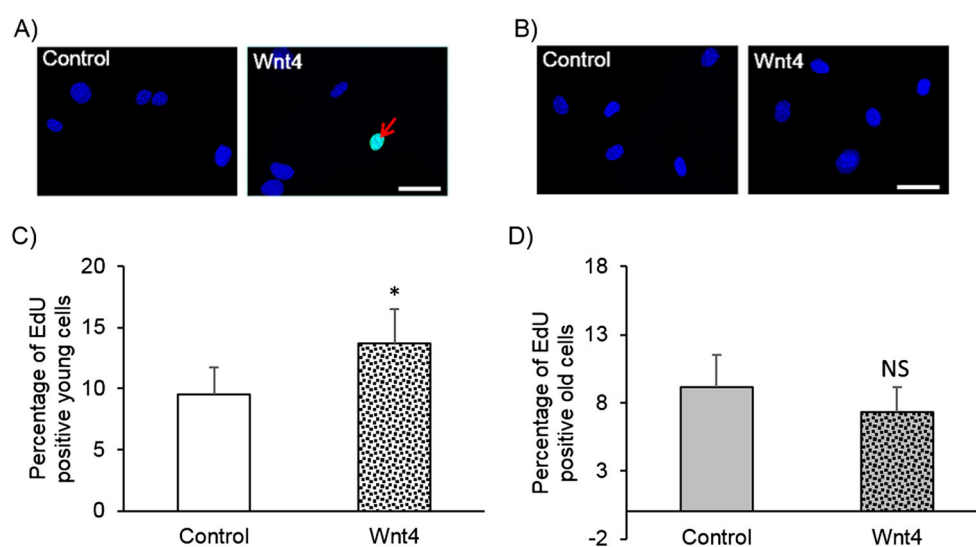 A)
Control
Wnt4
B)
Control
Wnt4
C)
Percentage of EdU
positive young cells
20
15
10
5
0
*
Control
Wnt4
D)
Percentage of EdU
positive old cells
18
13
8
3
-2
NS
Control
Wnt4